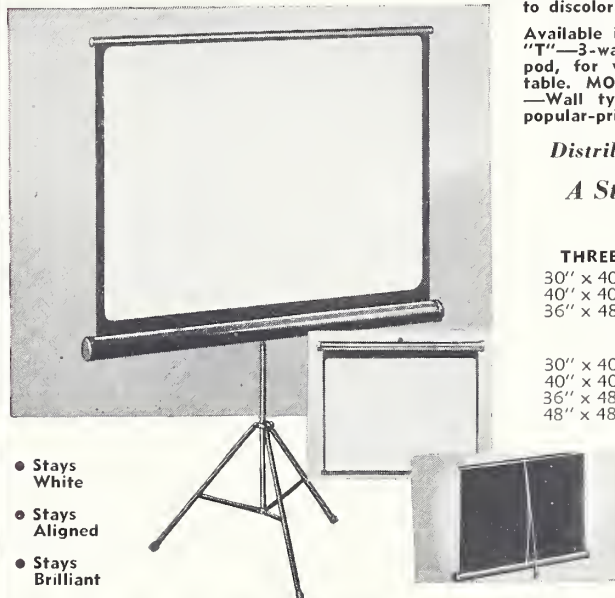 to discolor
Available
"T"—3-wa
pod, for
table. MO
—Wall ty
popular-pri
Distril
A St
THREE
30" x 40
40" x 40
36" x 48
30" x 40
40" x 40
36" x 48
48" x 48
● Stays
White
● Stays
Aligned
● Stays
Brilliant